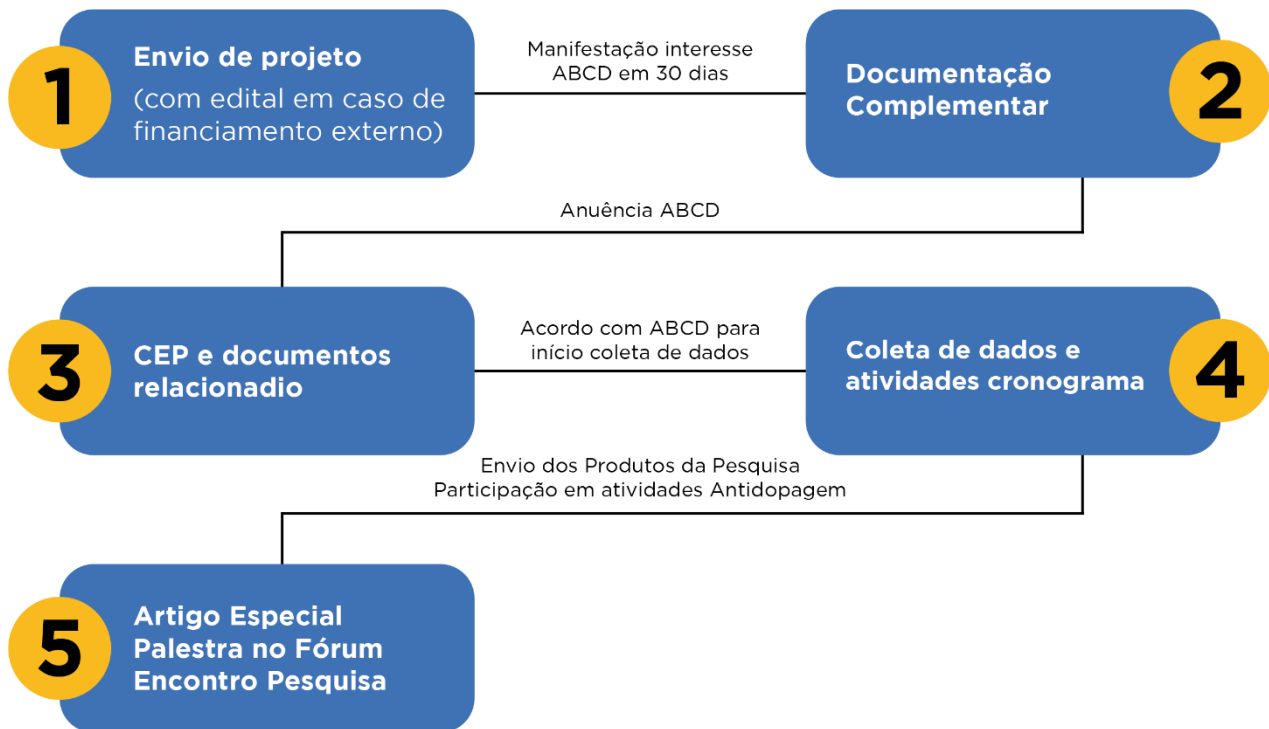 1
Envio de projeto
(com edital em caso de
financiamento externo)
Manifestação interesse
ABCD em 30 dias
Documentação
Complementar
2
Anuência ABCD
3
CEP e documentos
relacionadio
Acordo com ABCD para
início coleta de dados
Coleta de dados e
atividades cronograma
4
Envio dos Produtos da Pesquisa
Participação em atividades Antidopagem
5
Artigo Especial
Palestra no Fórum
Encontro Pesquisa